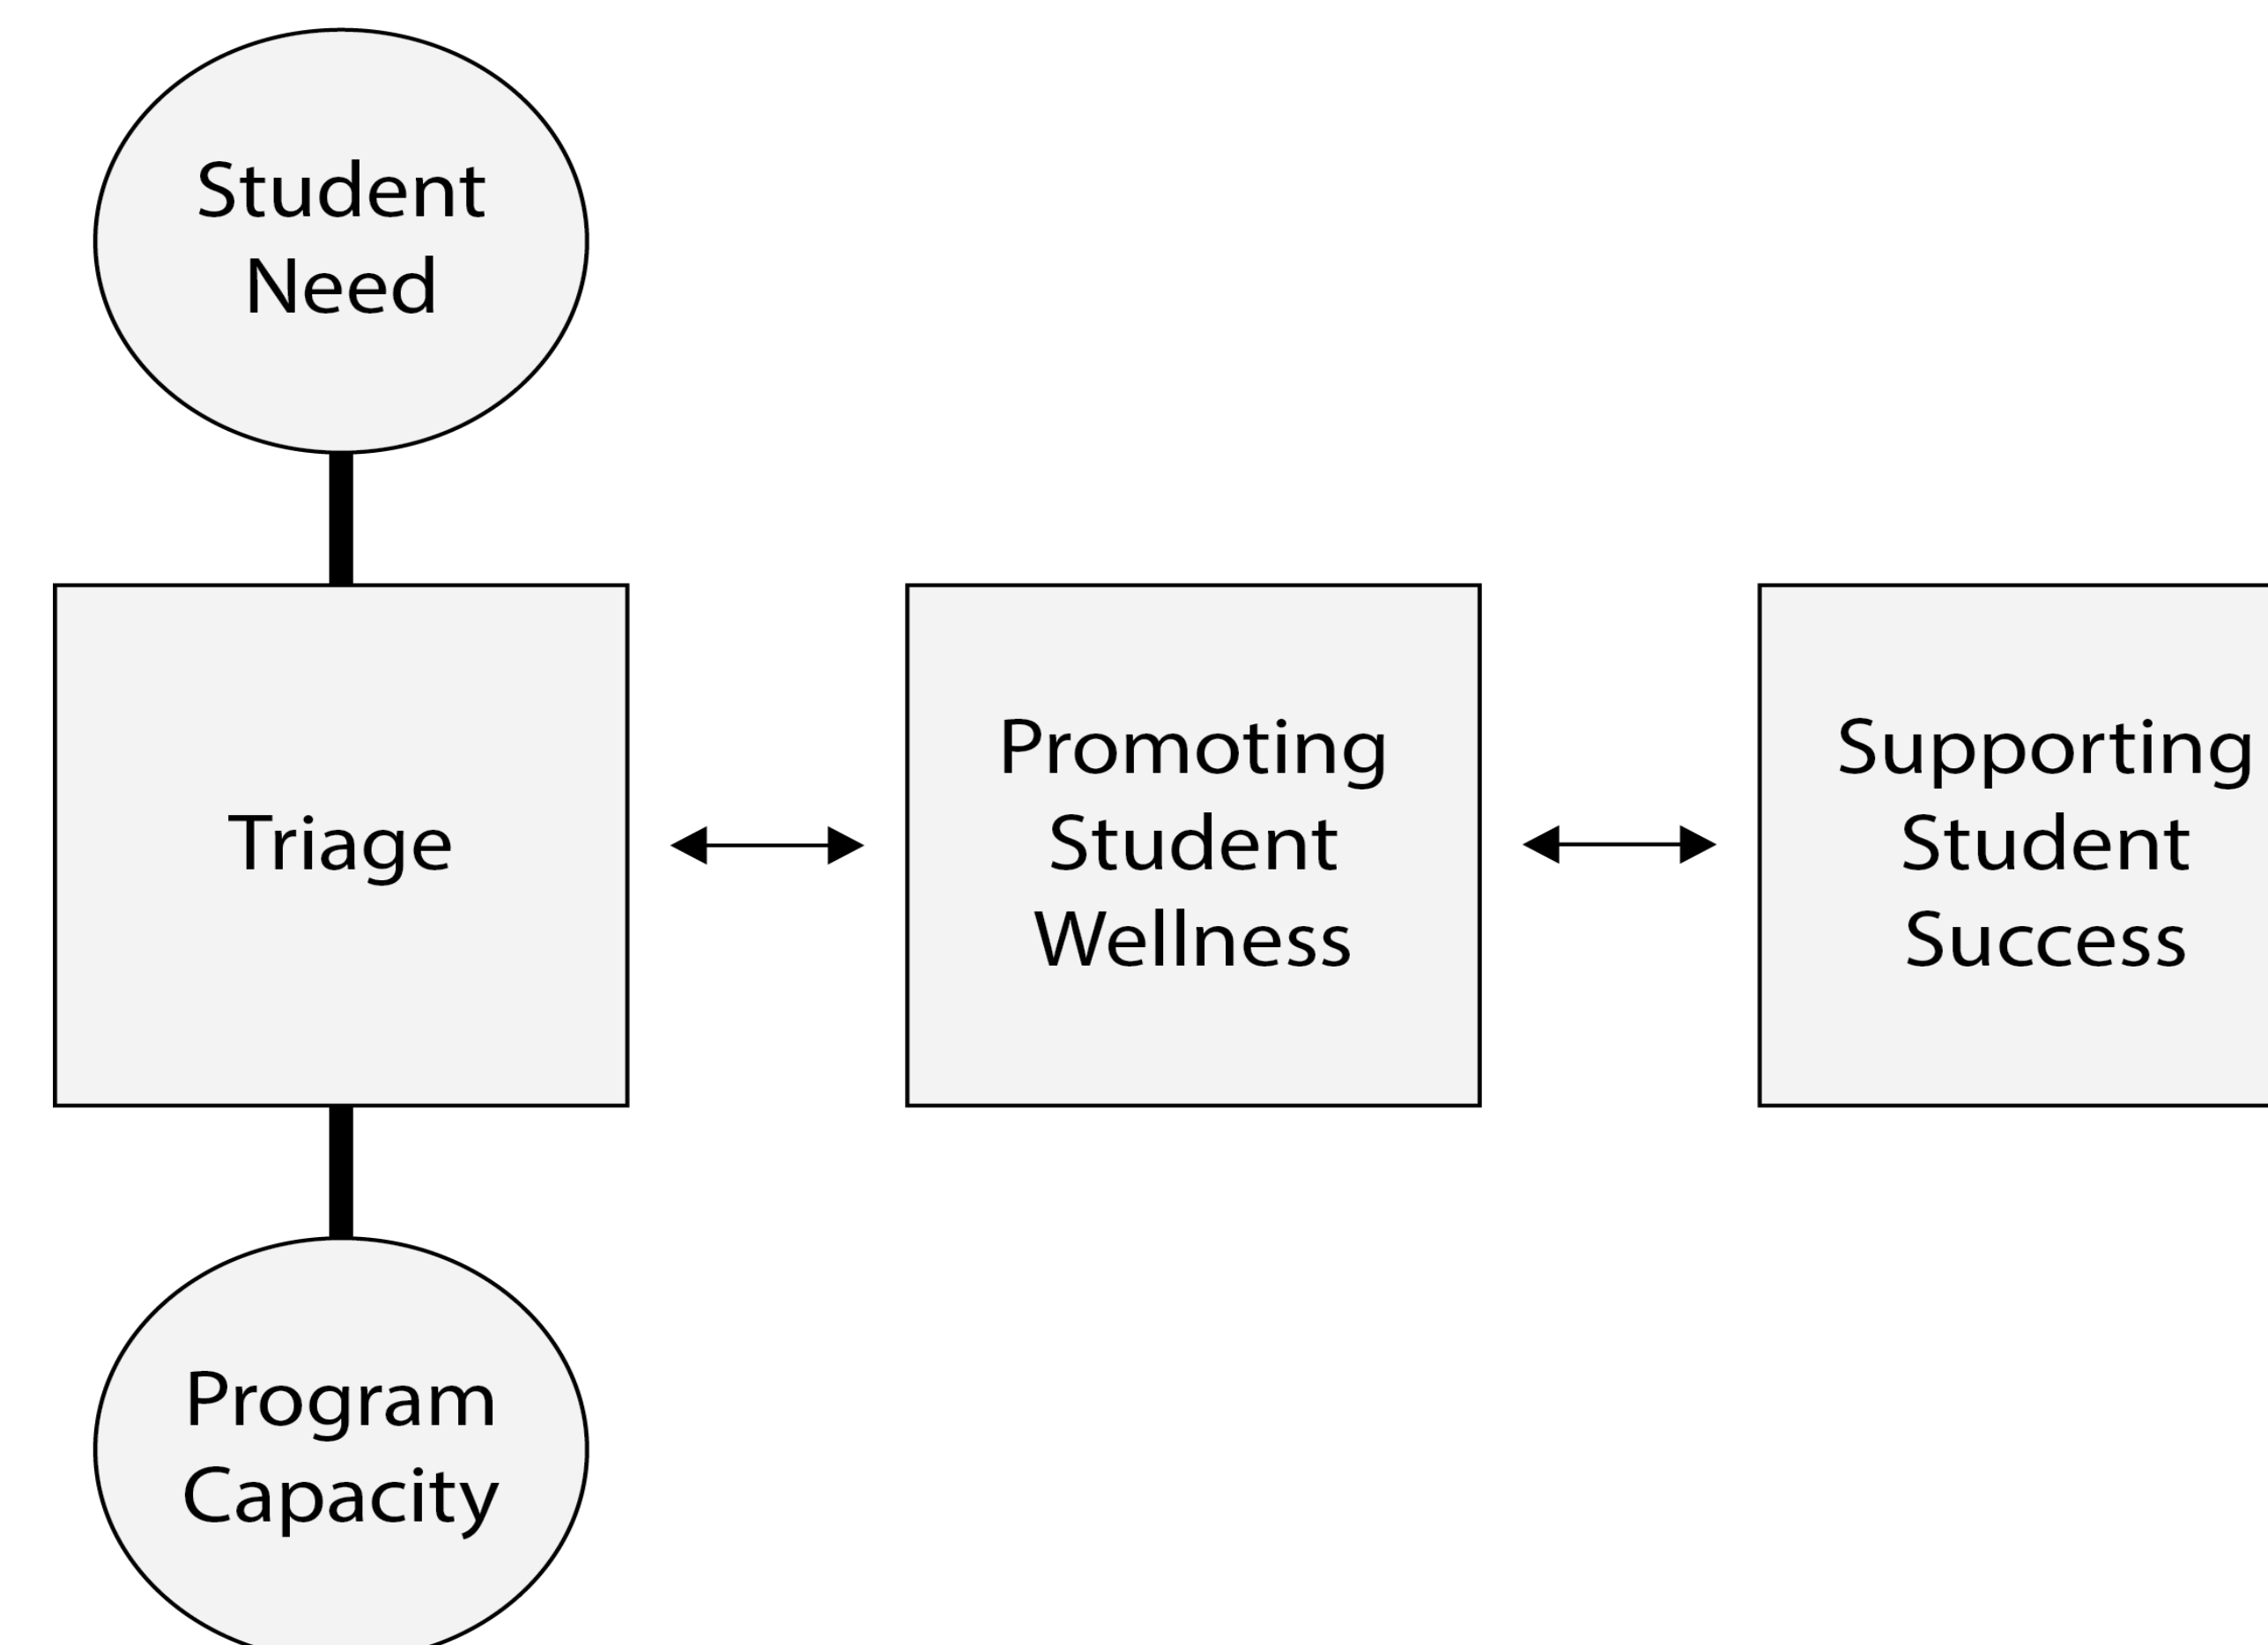 Student
Need
Triage
Promoting
Student
Wellness
Supporting
Student
Success
Program
Capacity